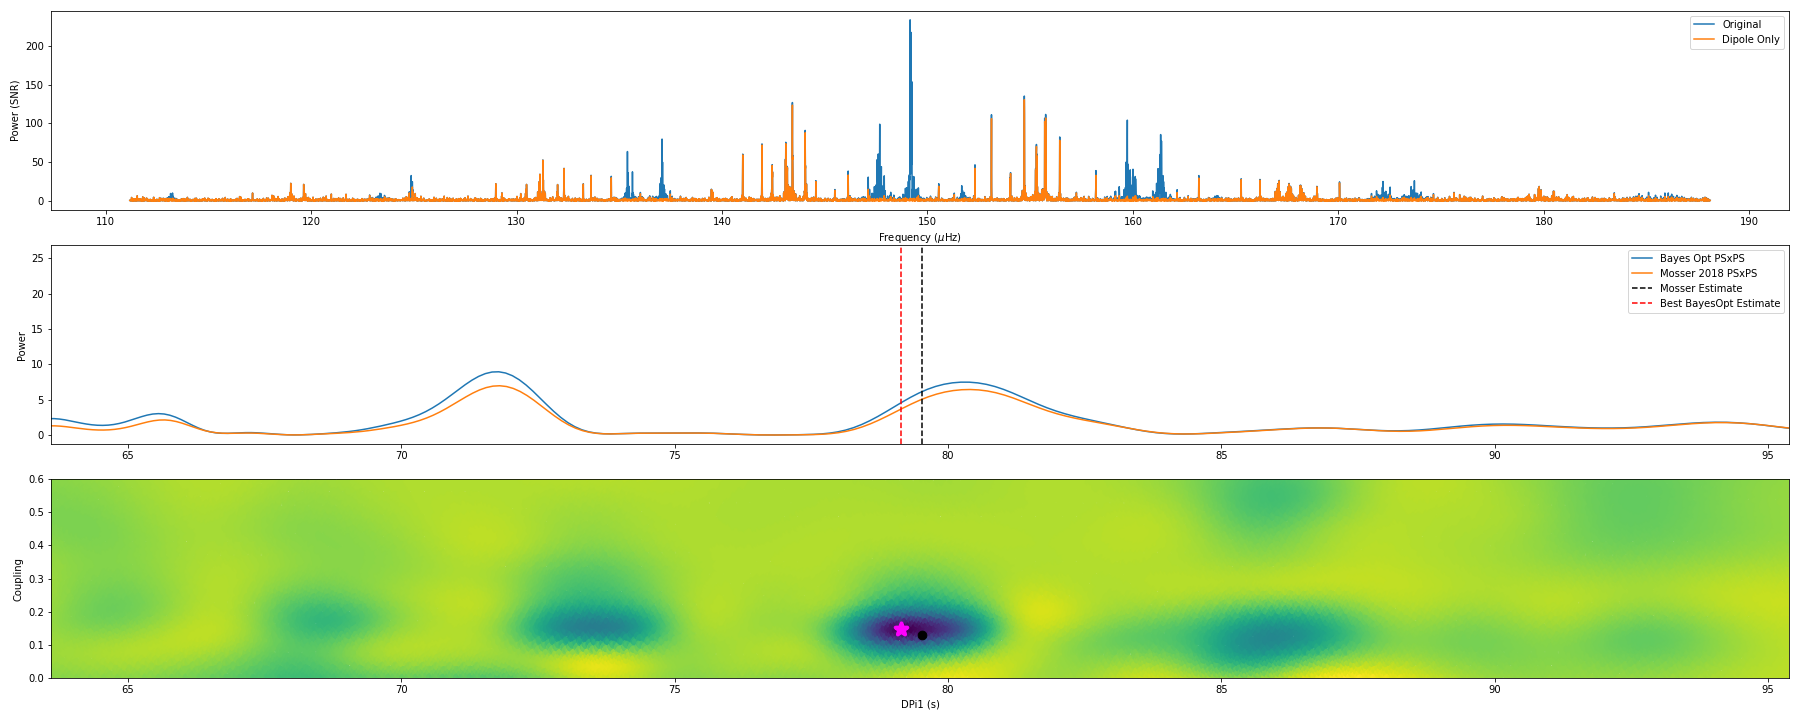 Original
Dipole Only
Power (SNR)
200
150
100
50
0
110 120 130 140 150 160 170 180 190
Frequency (μHz)
Bayes Opt PSxPS
Mosser 2018 PSxPS
Mosser Estimate
Best BayesOpt Estimate
Power
25
20
15
10
5
0
65 70 75 80 85 90 95
Coupling
0.6
0.5
0.4
0.3
0.2
0.1
0.0
65 70 75 80 85 90 95
DPi1 (s)